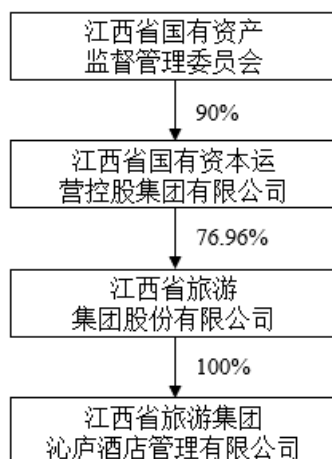 江西省国有资产
监督管理委员会
90%
江西省国有资本运
营控股集团有限公司
76.96%
江西省旅游
集团股份有限公司
100%
江西省旅游集团
沁庐酒店管理有限公司